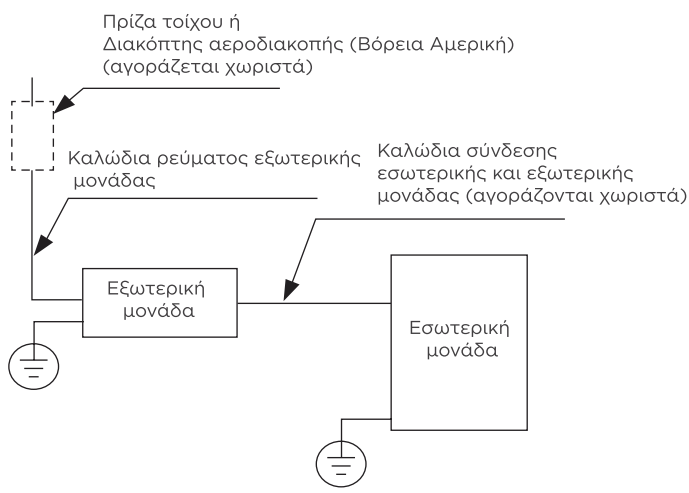 Πρίζα τοίχου ή
Διακόπτης αεροδιακοπής (Βόρεια Αμερική)
(αγοράζεται χωριστά)
Καλώδια ρεύματος εξωτερικής
μονάδας
Καλώδια σύνδεσης
εσωτερικής και εξωτερικής
μονάδας (αγοράζονται χωριστά)
Εξωτερική
μονάδα
Εσωτερική
μονάδα